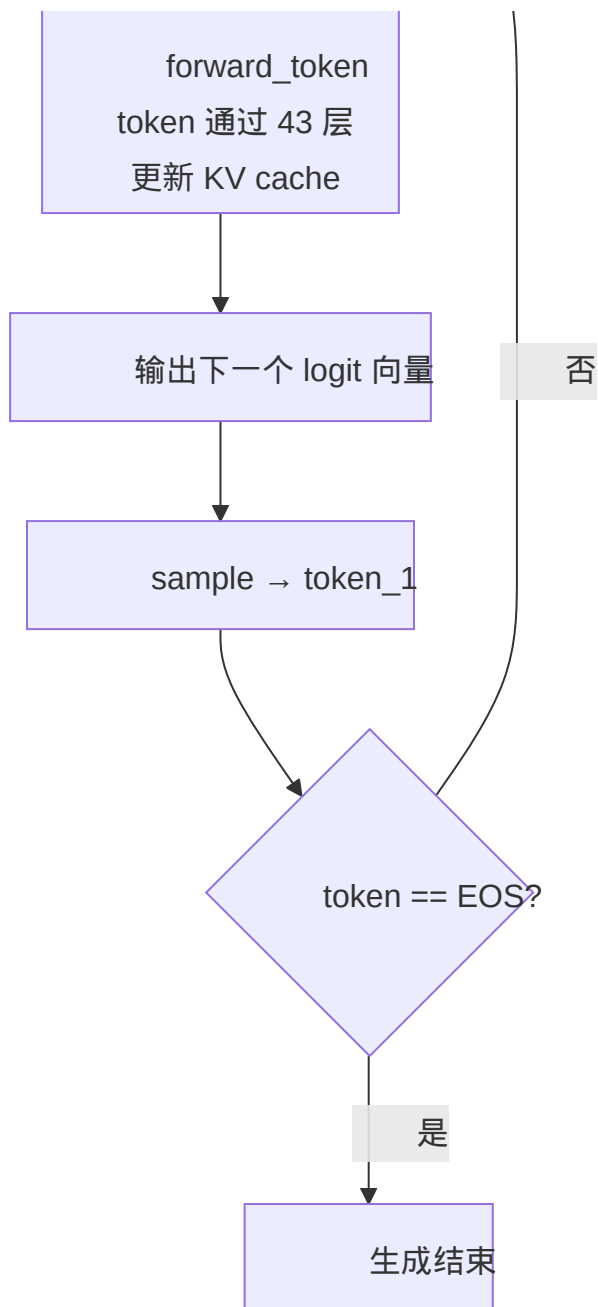 forward_token
token 通过 43 层
更新 KV cache
输出下一个 logit 向量
否
sample → token_1
token == EOS?
是
生成结束